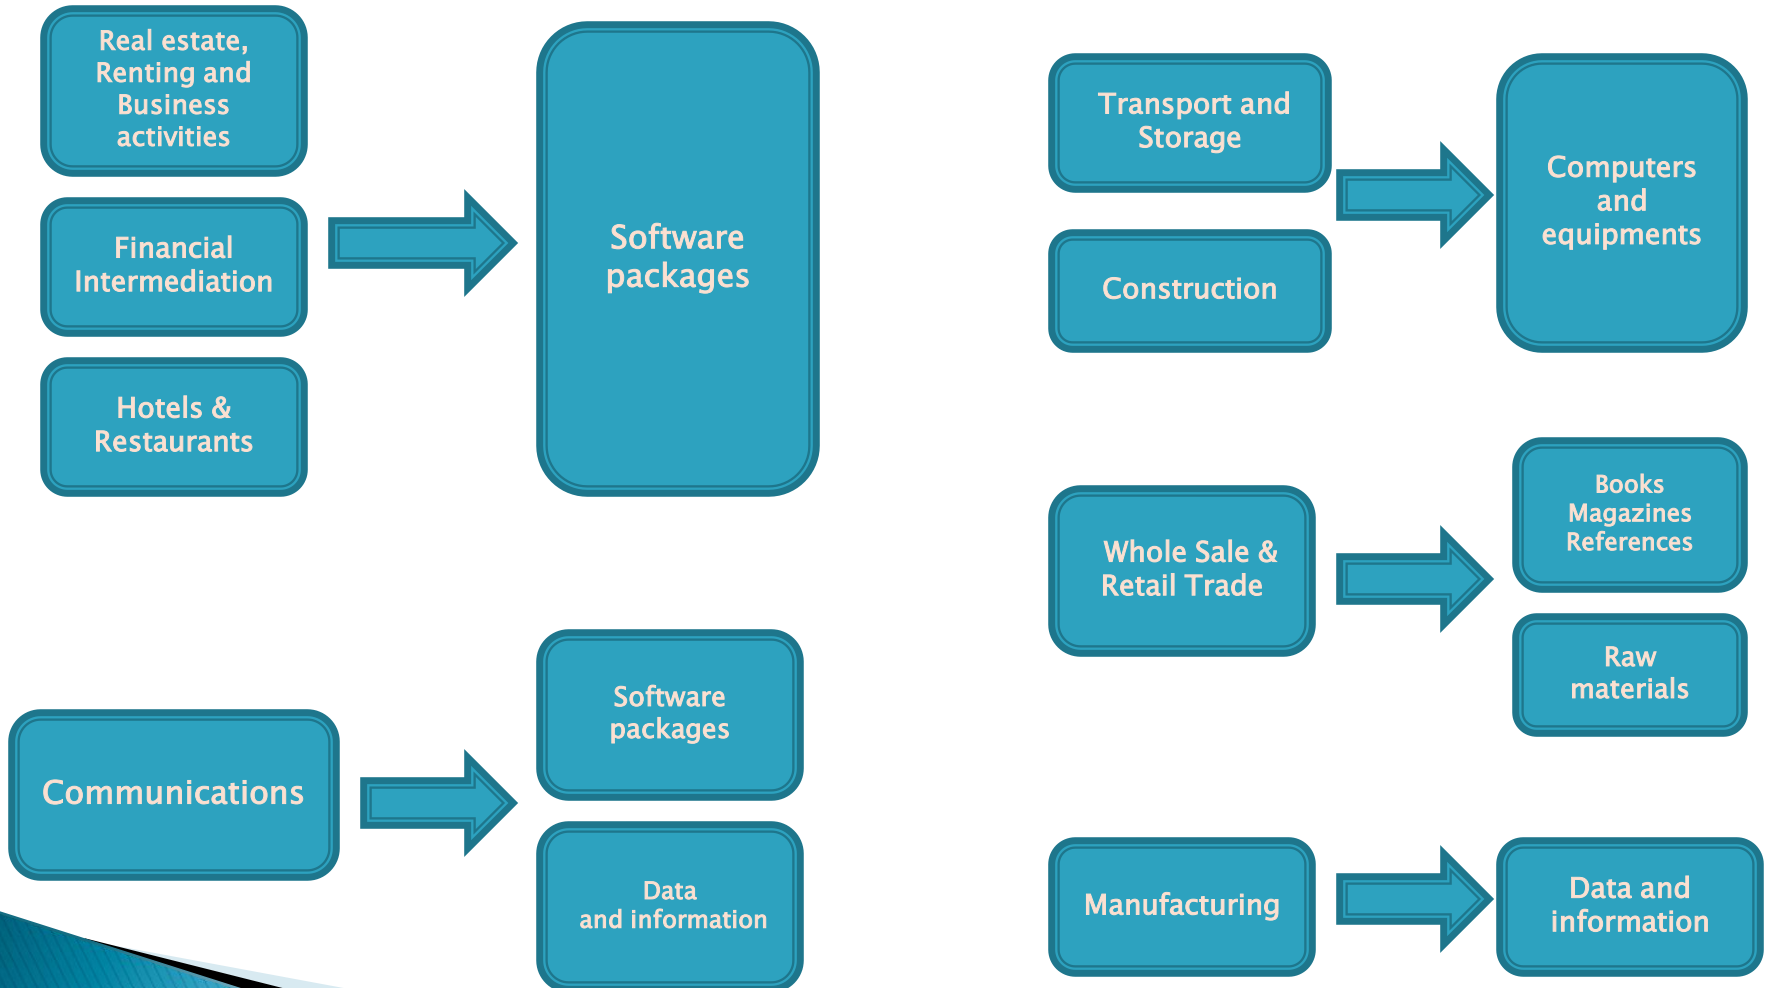 Real estate,
Renting and
Business
activities
Financial
Intermediation
Hotels &
Restaurants
Software
packages
Communications
Software
packages
Data
and information
Transport and
Storage
Construction
Computers
and
equipments
Whole Sale &
Retail Trade
Books
Magazines
References
Raw
materials
Manufacturing
Data and
information